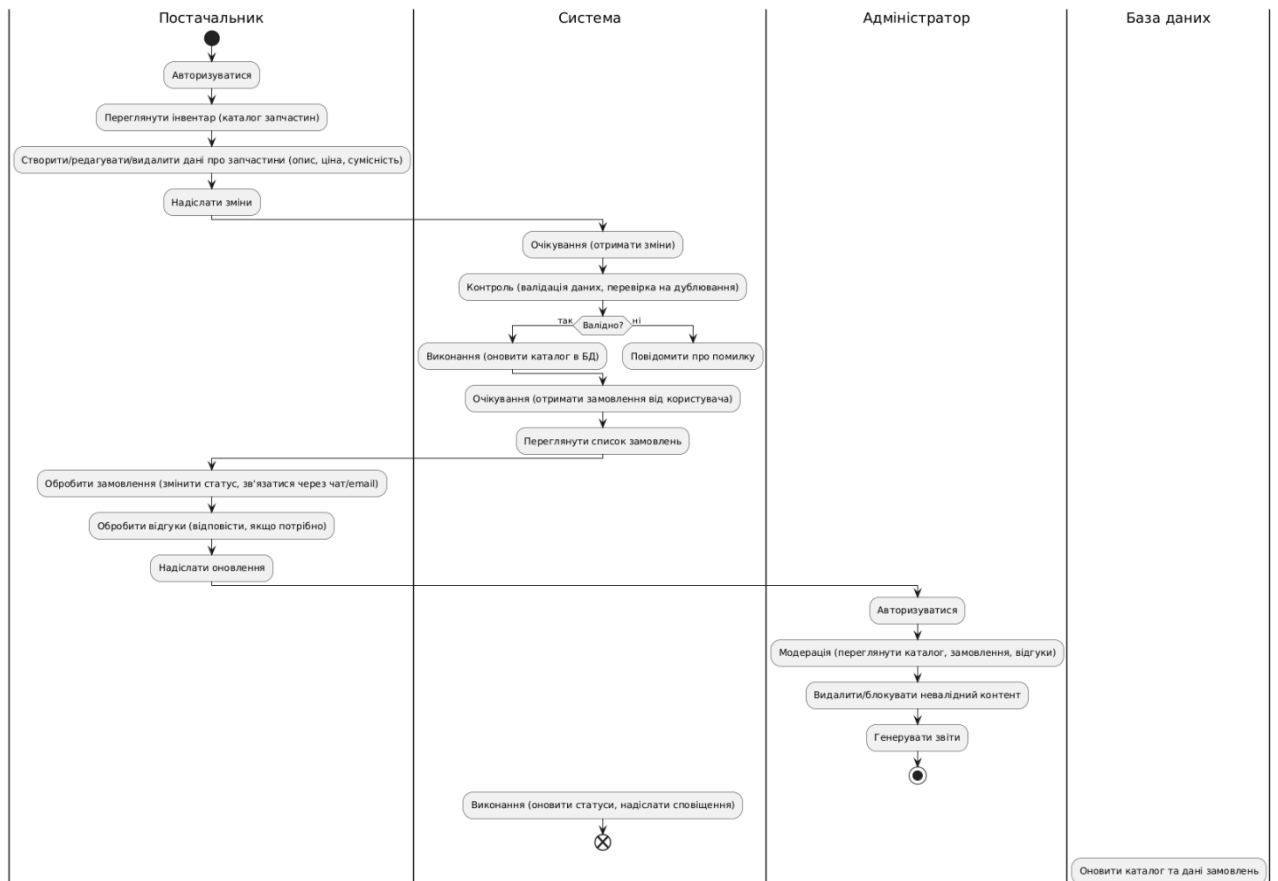 Постачальник
Система
Адміністратор
База даних
Авторизуватися
Переглянути інвентар (каталог запчастин)
Створити/редагувати/видалити дані про запчастини (опис, ціна, сумісність)
Надіслати зміни
Очікування (отримати зміни)
Контроль (валідація даних, перевірка на дублювання)
так
Валідно?
ні
Виконання (оновити каталог в БД)
Повідомити про помилку
Очікування (отримати замовлення від користувача)
Переглянути список замовлень
Обробити замовлення (змінити статус, зв'язатися через чат/email)
Обробити відгуки (відповісти, якщо потрібно)
Надіслати оновлення
Авторизуватися
Модерація (переглянути каталог, замовлення, відгуки)
Видалити/блокувати невалідний контент
Генерувати звіти
Виконання (оновити статуси, надіслати сповіщення)
Оновити каталог та дані замовлень